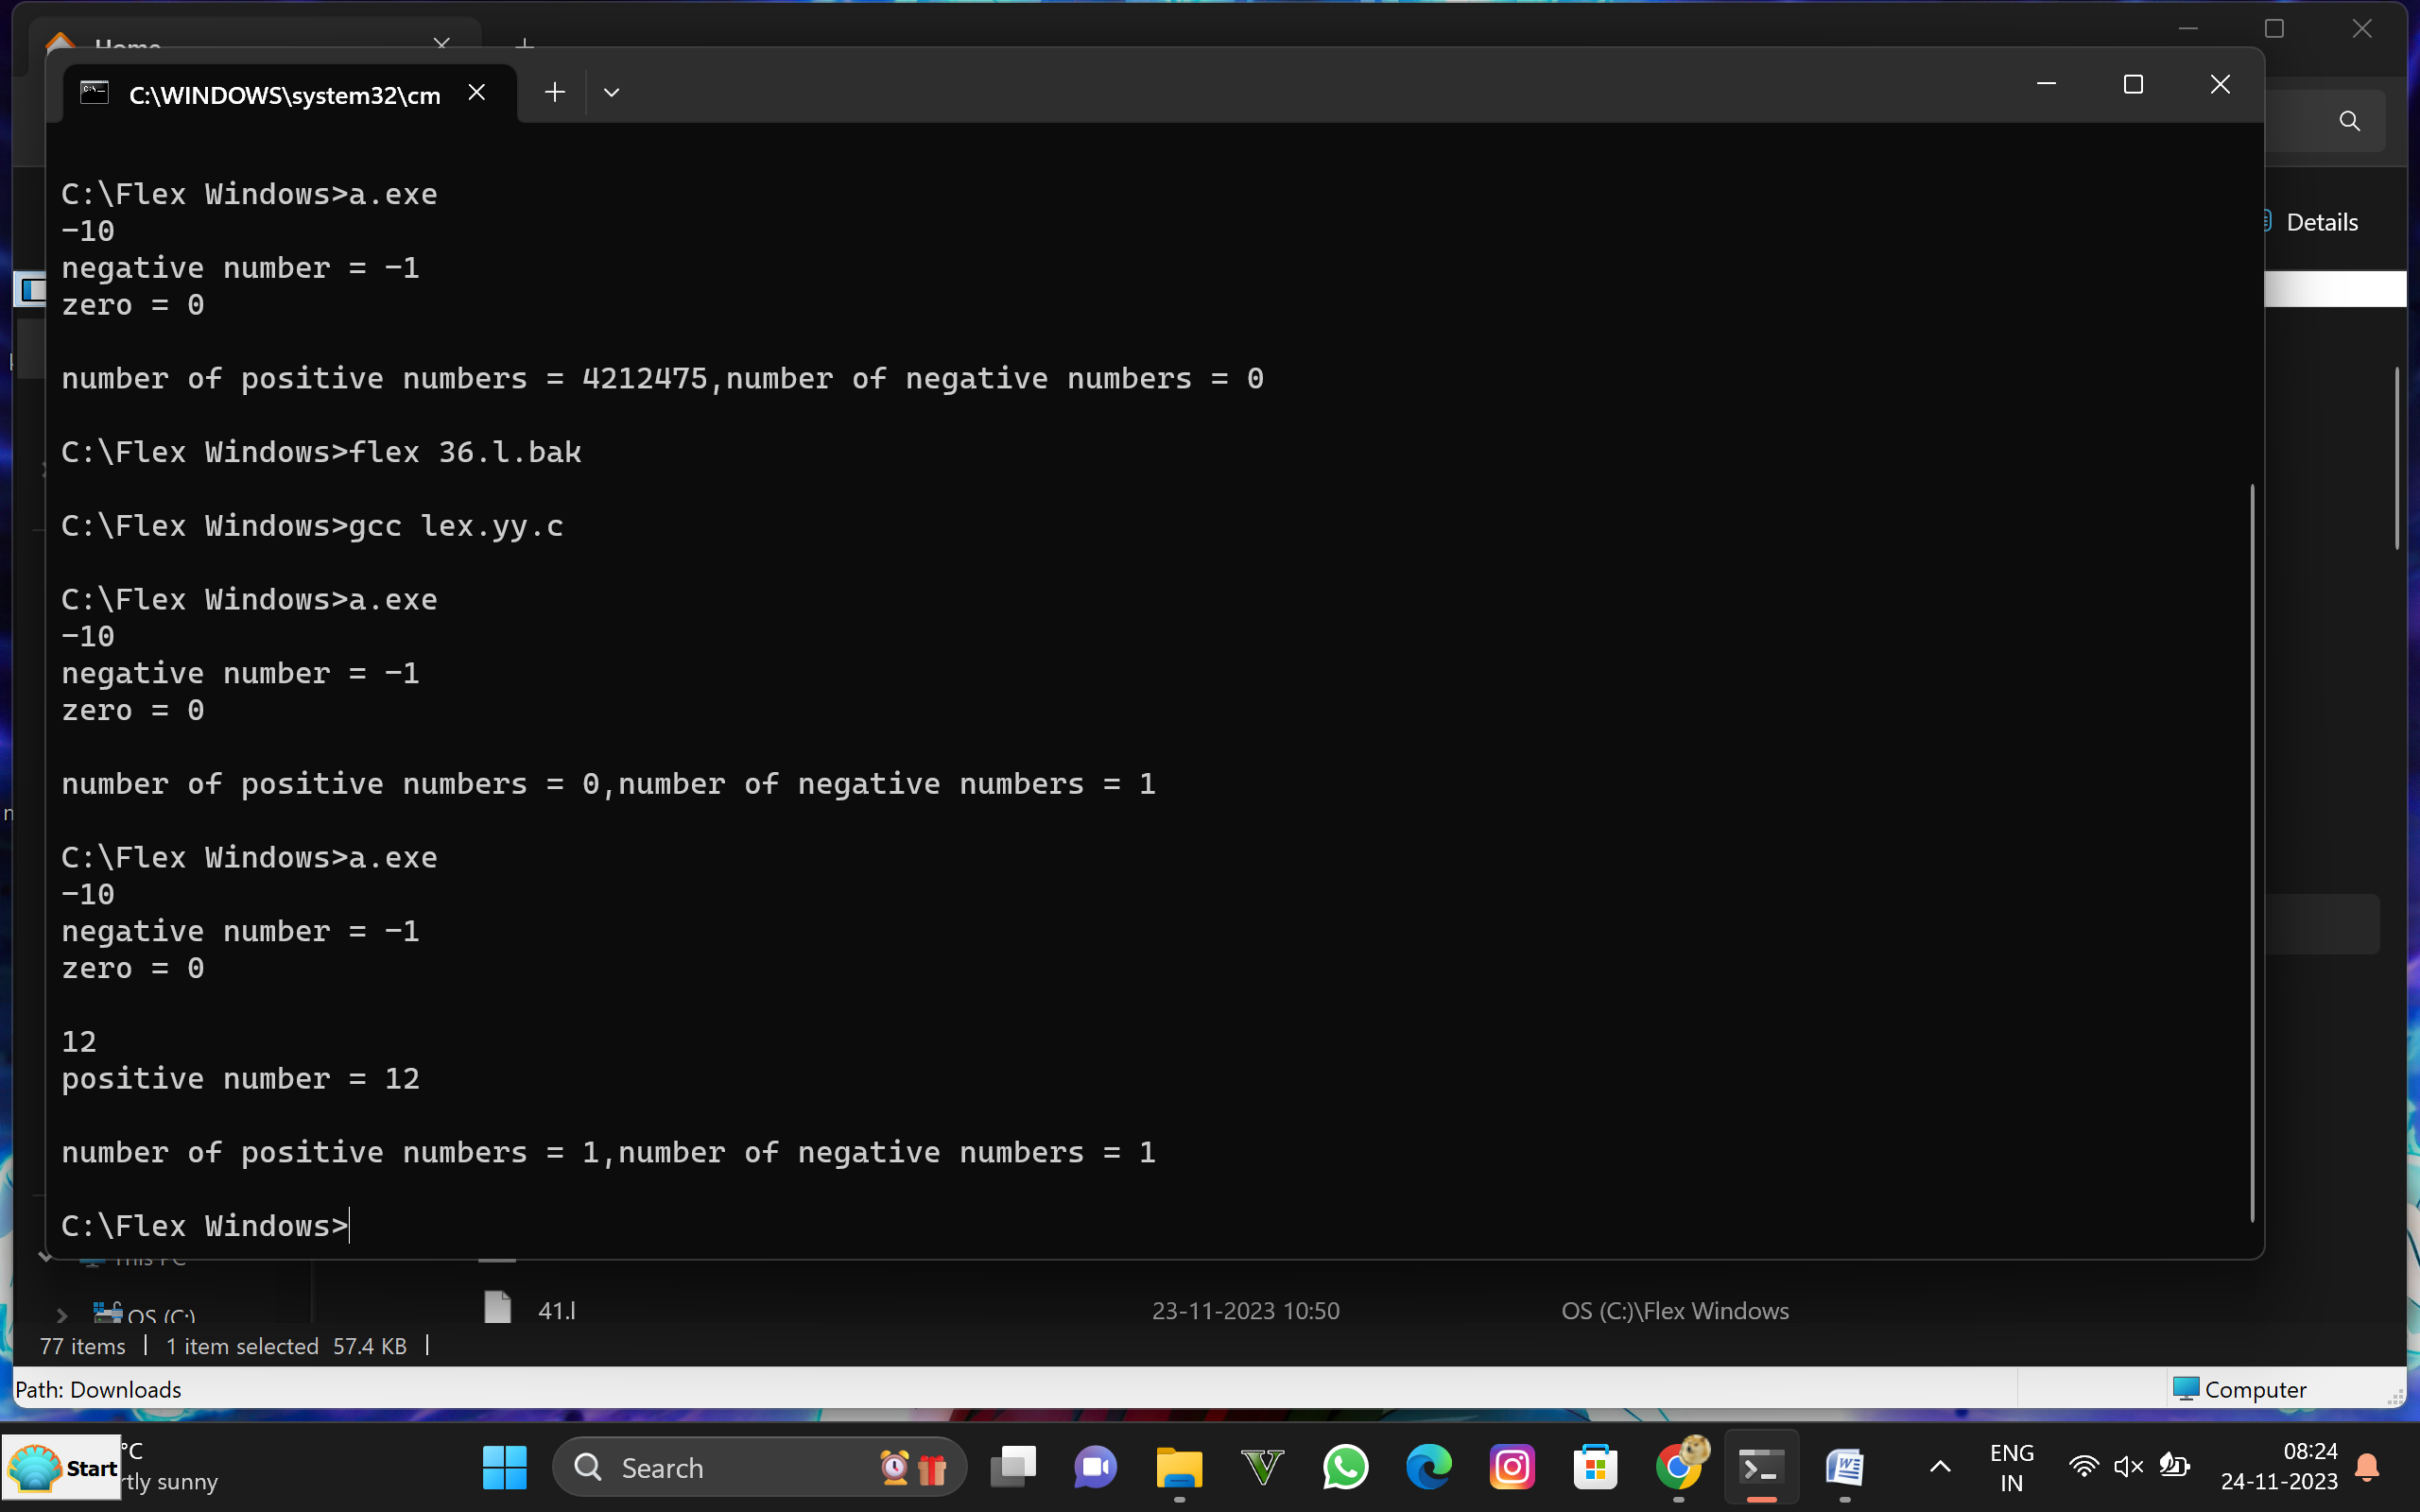 Home
C:\WINDOWS\system32\cm
C:\Flex Windows>a.exe
-10
negative number = -1
zero = 0
number of positive numbers = 4212475,number of negative numbers = 0
C:\Flex Windows>flex 36.l.bak
C:\Flex Windows>gcc lex.yy.c
C:\Flex Windows>a.exe
-10
negative number = -1
zero = 0
number of positive numbers = 0,number of negative numbers = 1
C:\Flex Windows>a.exe
-10
negative number = -1
zero = 0
12
positive number = 12
number of positive numbers = 1,number of negative numbers = 1
C:\Flex Windows>
Details
This PC
OS (C:)
41.l 23-11-2023 10:50 OS (C:)\Flex Windows
77 items 1 item selected 57.4 KB
Path: Downloads Computer
Start
°C
rtly sunny
Search
ENG
IN
08:24
24-11-2023